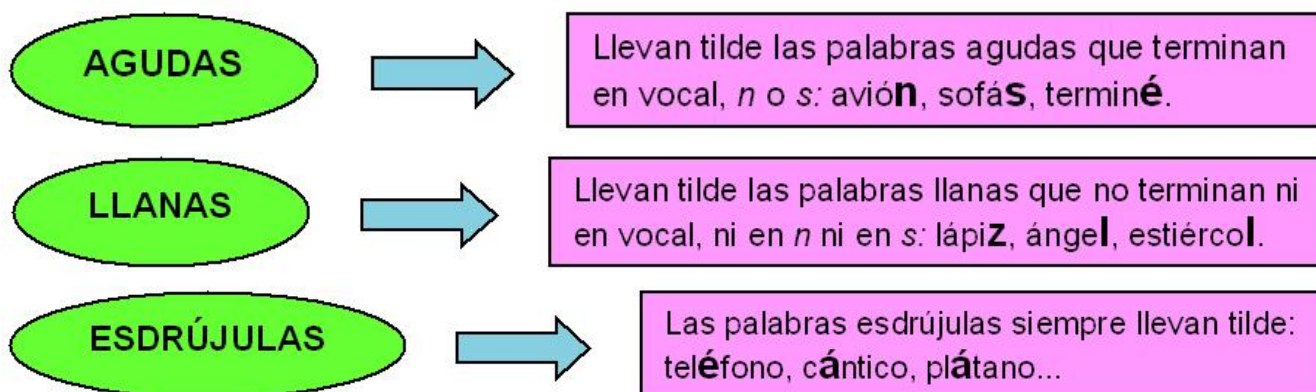 AGUDAS
Llevan tilde las palabras agudas que terminan
en vocal, n o s: avión, sofás, terminé.
LLANAS
Llevan tilde las palabras llanas que no terminan ni
en vocal, ni en n ni en s: lápiz, ángel, estiércol.
ESDRÚJULAS
Las palabras esdrújulas siempre llevan tilde:
teléfono, cántico, plátano...